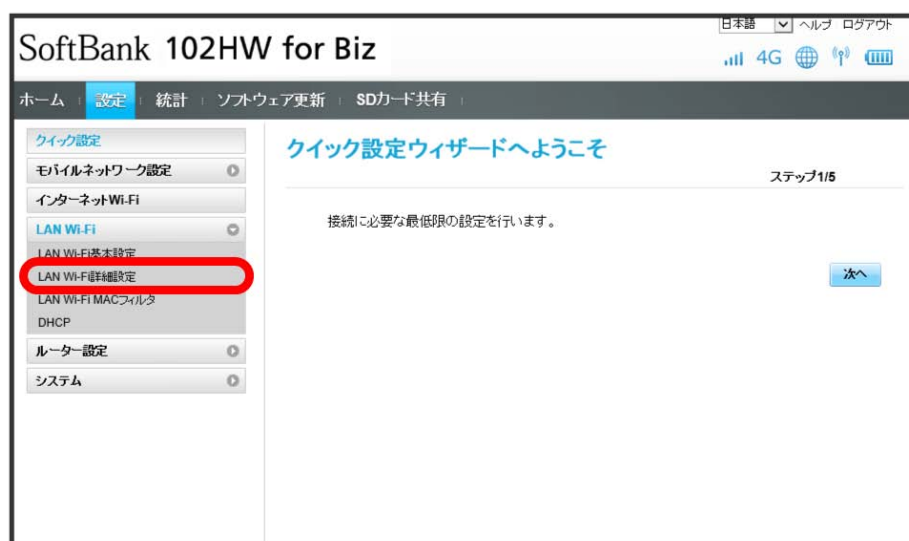 日本語 ヘルプ ログアウト
SoftBank 102HW for Biz
4G
ホーム 設定 統計 ソフトウェア更新 SDカード共有
クイック設定
モバイルネットワーク設定
インターネットWi-Fi
LAN Wi-Fi
LAN Wi-Fi基本設定
LAN Wi-Fi詳細設定
LAN Wi-Fi MACフィルタ
DHCP
ルーター設定
システム
クイック設定ウィザードへようこそ
ステップ1/5
接続に必要な最低限の設定を行います。
次へ